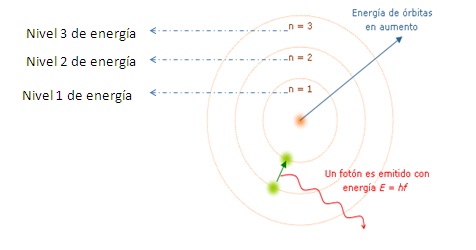 Nivel 3 de energía
n = 3
Energía de órbitas
en aumento
Nivel 2 de energía
n = 2
Nivel 1 de energía
n = 1
Un fotón es emitido con
energía E = hf